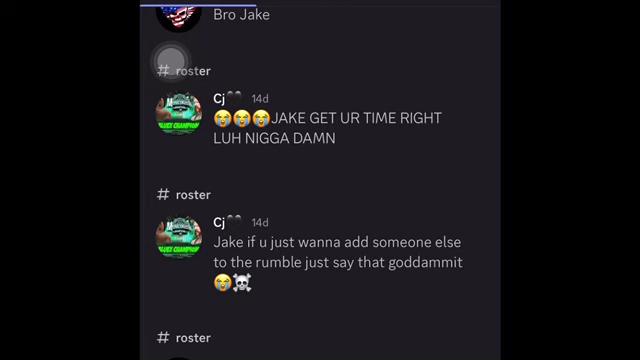 Bro Jake
# roster
Cj🖤 14d
😭😭😭JAKE GET UR TIME RIGHT
LUH NIGGA DAMN
# roster
Cj🖤 14d
Jake if u just wanna add someone else
to the rumble just say that goddammit
😭☠️
# roster